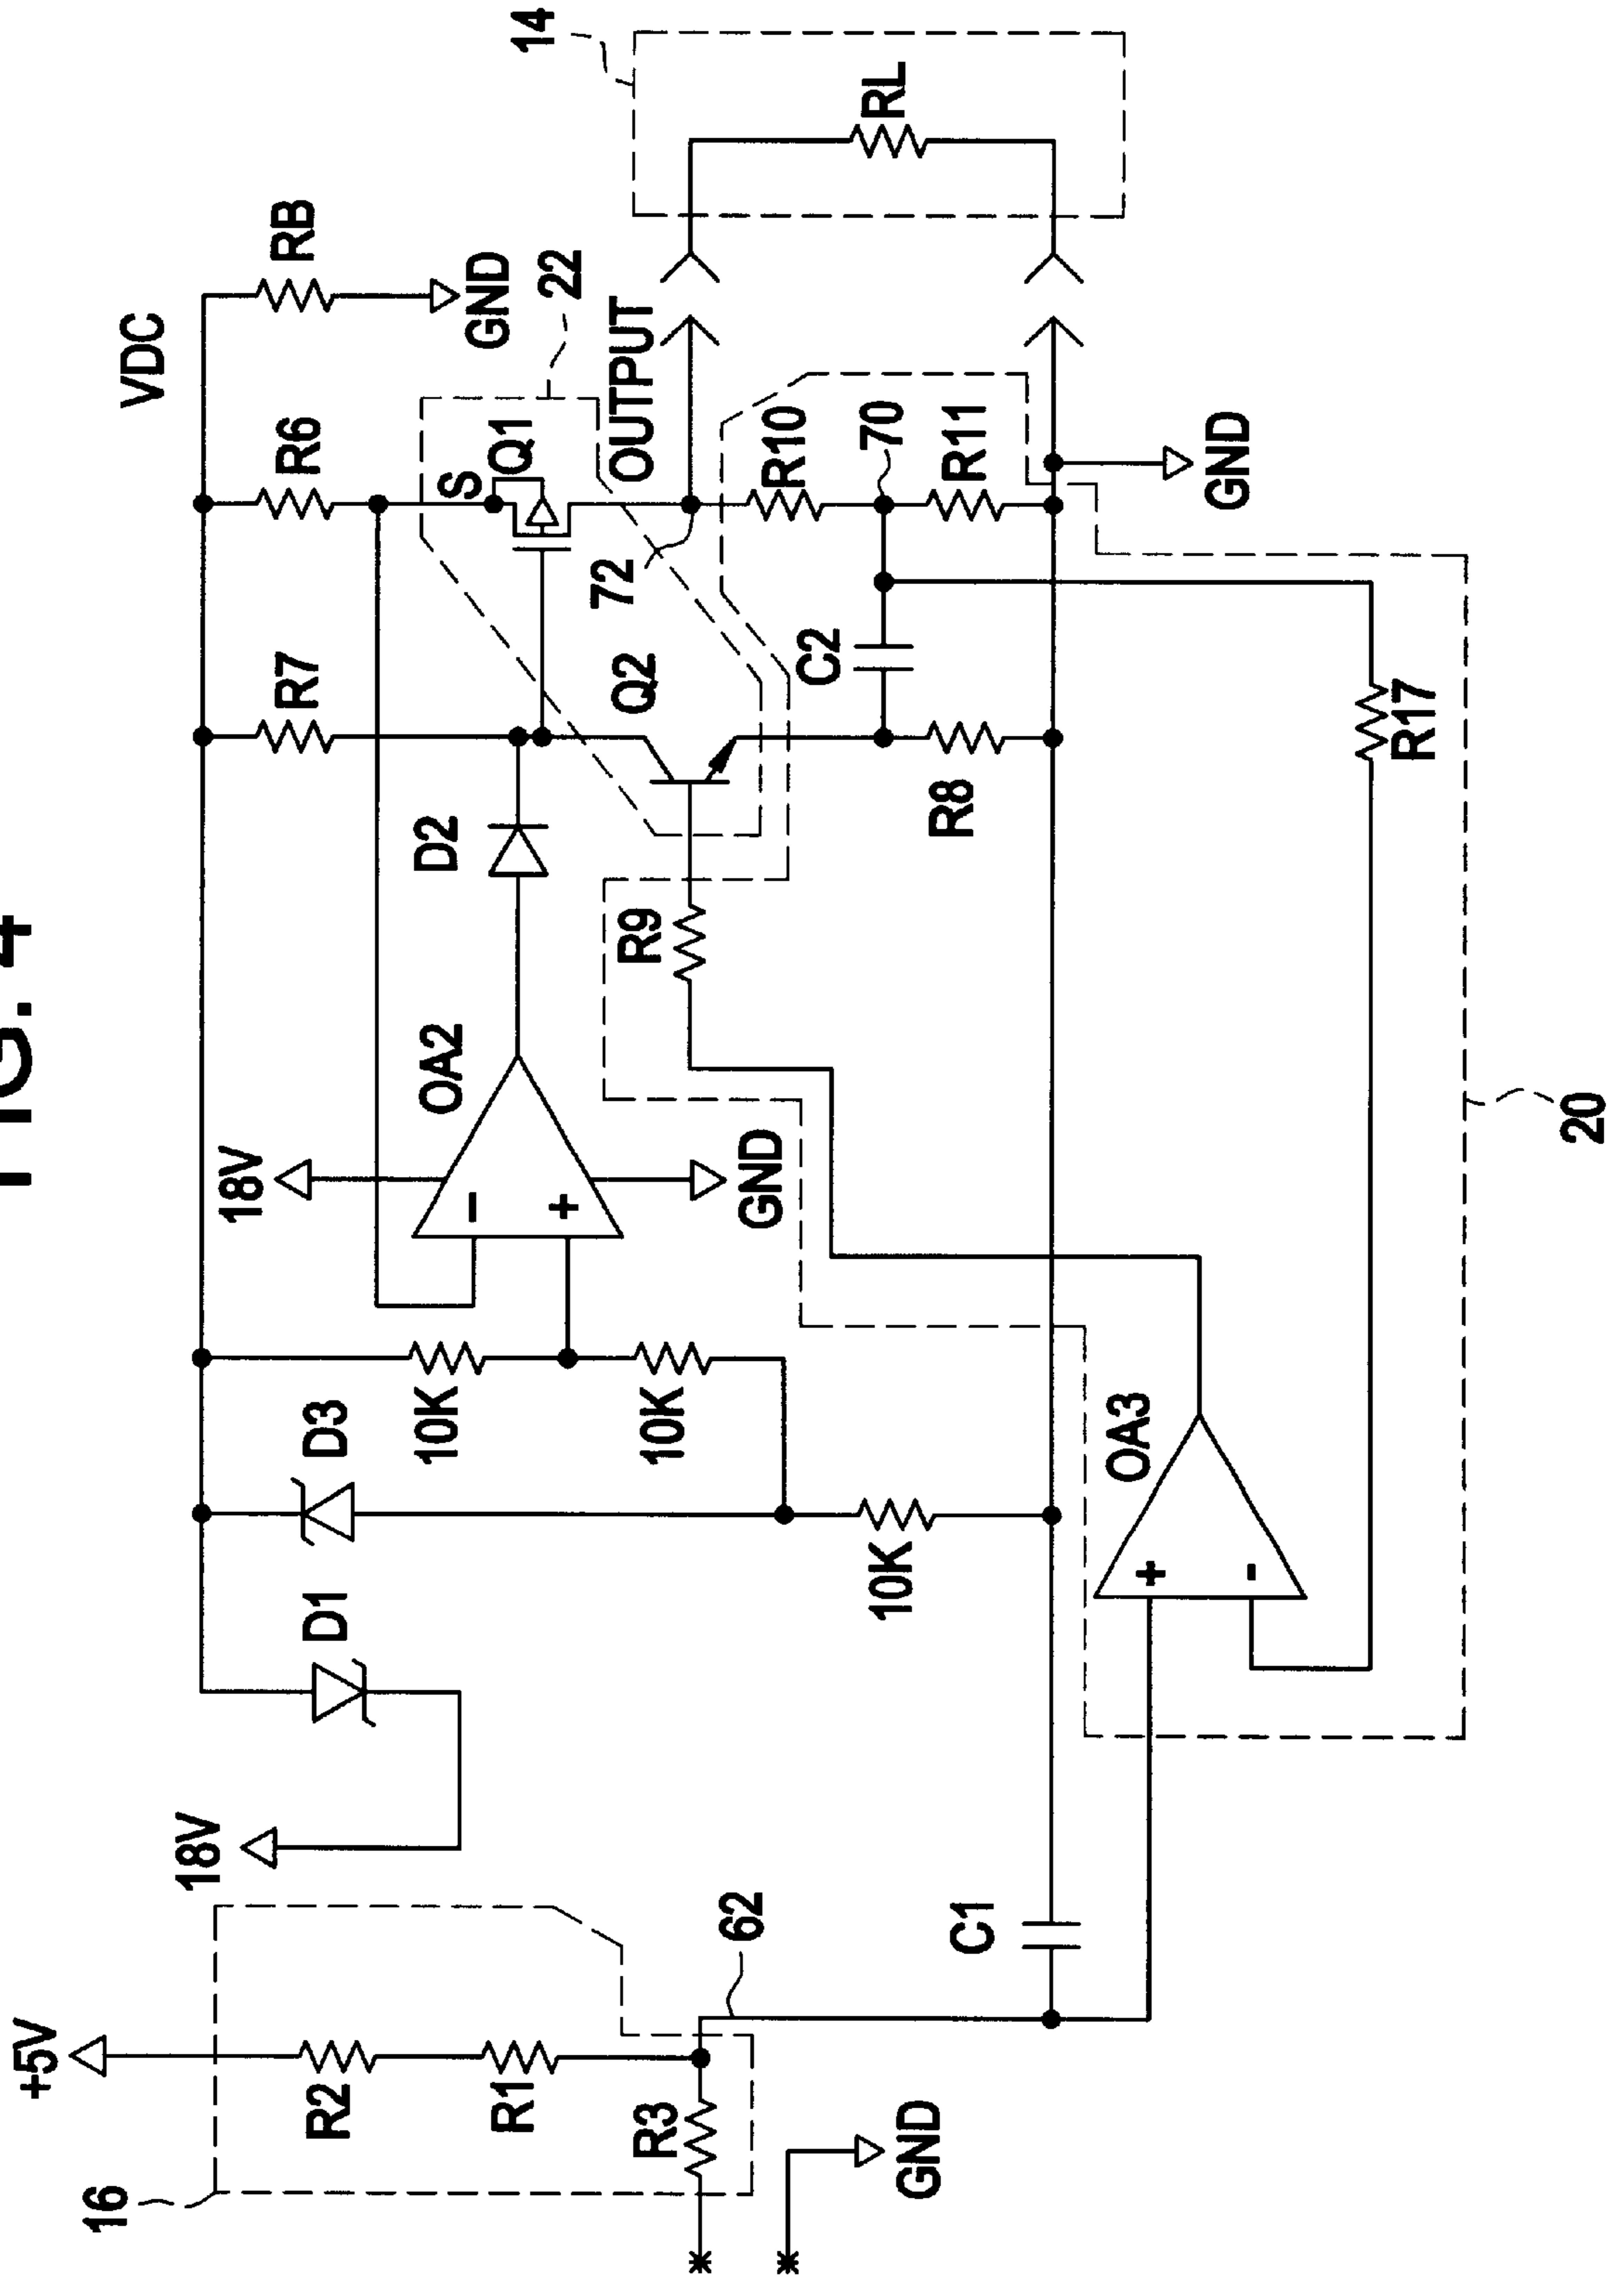 FIG. 4
+5V
16
R2
R1
R3
GND
62
C1
18V
D1
D3
10K
10K
10K
18V
OA2
GND
D2
OA3
R9
R7
Q2
C2
R8
R17
VDC
R6
RB
GND
S
Q1
22
OUTPUT
72
R10
70
R11
GND
14
RL
20